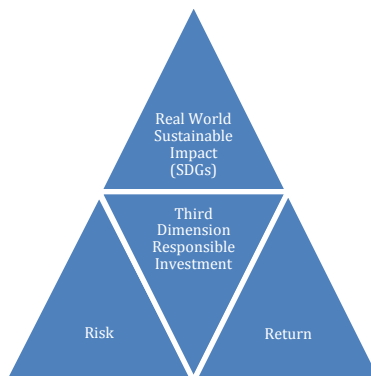 Real World
Sustainable
Impact
(SDGs)
Third
Dimension
Responsible
Investment
Risk
Return